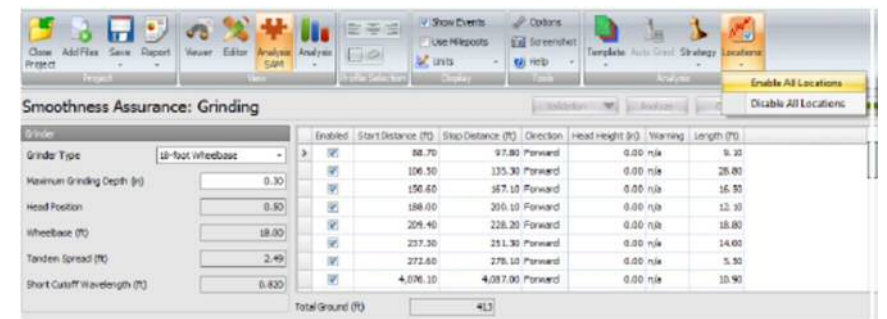 Show Events
Options
Use Mileposts
Screenshot
Close Project
Add Files
Save
Report
Viewer
Editor
Analysis SAM
Analysis
Units
Help
Template
Auto Grind
Strategy
Locations
Project
View
Profile Selection
Display
Tools
Analysis
Enable All Locations
Disable All Locations
Smoothness Assurance: Grinding
Analyze
Grinder
Enabled Start Distance (ft) Stop Distance (ft) Direction Head Height (in) Warning Length (ft)
Grinder Type 18-foot Wheelbase
88.70 97.80 Forward 0.00 n/a 9.10
Maximum Grinding Depth (in) 0.30
106.50 135.30 Forward 0.00 n/a 28.80
150.60 167.10 Forward 0.00 n/a 16.50
Head Position 0.50
188.00 200.10 Forward 0.00 n/a 12.10
Wheelbase (ft) 18.00
209.40 228.20 Forward 0.00 n/a 18.80
237.30 251.30 Forward 0.00 n/a 14.00
Tandem Spread (ft) 2.49
272.60 278.10 Forward 0.00 n/a 5.50
Short Cutoff Wavelength (ft) 0.820
4,076.10 4,087.00 Forward 0.00 n/a 10.90
Total Ground (ft) 413